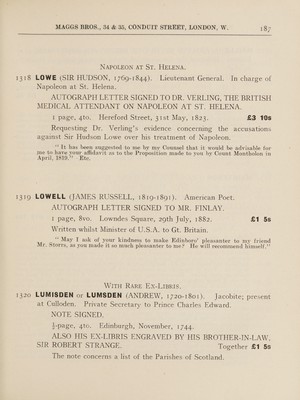 MAGGS BROS., 34 & 35, CONDUIT STREET, LONDON, W. 187
NAPOLEON AT ST. HELENA.
1318 LOWE (SIR HUDSON, 1769-1844). Lieutenant General. In charge of
Napoleon at St. Helena.
AUTOGRAPH LETTER SIGNED TO DR. VERLING, THE BRITISH
MEDICAL ATTENDANT ON NAPOLEON AT ST. HELENA.
1 page, 4to. Hereford Street, 31st May, 1823. £3 10s
Requesting Dr. Verling's evidence concerning the accusations
against Sir Hudson Lowe over his treatment of Napoleon.
"It has been suggested to me by my Counsel that it would be advisable for
me to have your affidavit as to the Proposition made to you by Count Montholon in
April, 1819." Etc.
1319 LOWELL (JAMES RUSSELL, 1819-1891). American Poet.
AUTOGRAPH LETTER SIGNED TO MR. FINLAY.
1 page, 8vo. Lowndes Square, 29th July, 1882. £1 5s
Written whilst Minister of U.S.A. to Gt. Britain.
"May I ask of your kindness to make Edinboro' pleasanter to my friend
Mr. Stores, as you made it so much pleasanter to me? He will recommend himself."
WITH RARE EX-LIBRIS.
1320 LUMISDEN or LUMSDEN (ANDREW, 1720-1801). Jacobite; present
at Culloden. Private Secretary to Prince Charles Edward.
NOTE SIGNED.
½-page, 4to. Edinburgh, November, 1744.
ALSO HIS EX-LIBRIS ENGRAVED BY HIS BROTHER-IN-LAW,
SIR ROBERT STRANGE. Together £1 5s
The note concerns a list of the Parishes of Scotland.